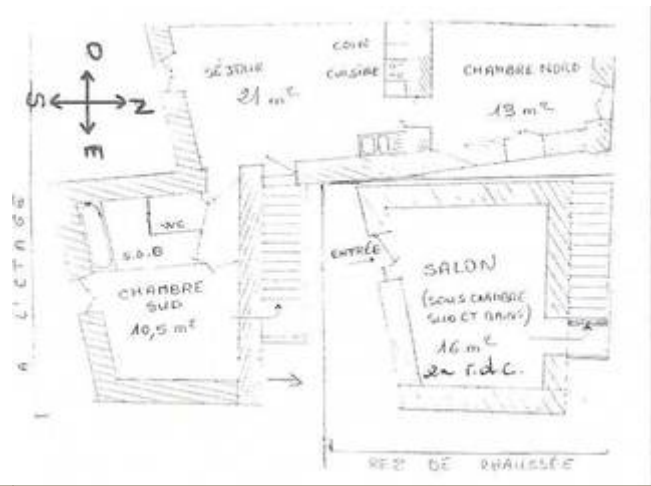 O
S
N
E
SÉJOUR
21 m²
COIN
CUISINE
CHAMBRE NORD
13 m²
A L'ETAGE
WC
S.D.B
CHAMBRE
SUD
10,5 m²
ENTRÉE
SALON
(SOUS CHAMBRE
SUD ET BAINS)
16 m²
en r.d.c.
REZ DE CHAUSSÉE